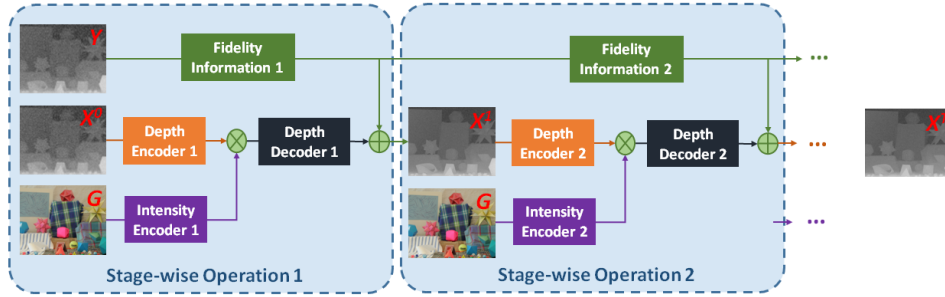 Y
Fidelity
Information 1
X⁰
Depth
Encoder 1
Depth
Decoder 1
G
Intensity
Encoder 1
Stage-wise Operation 1
Fidelity
Information 2
X¹
Depth
Encoder 2
Depth
Decoder 2
G
Intensity
Encoder 2
Stage-wise Operation 2
...
...
...